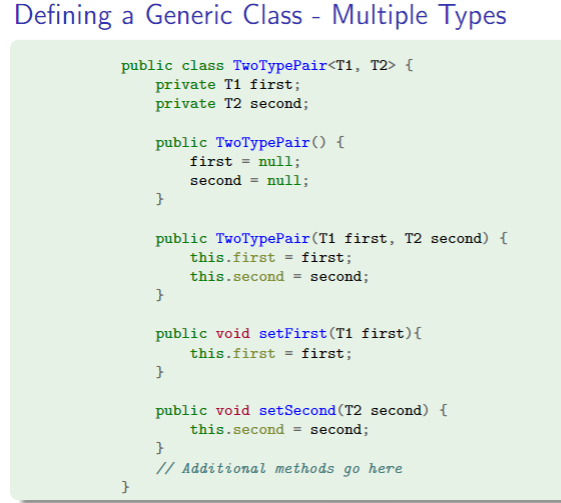 Defining a Generic Class - Multiple Types
public class TwoTypePair<T1, T2> {
    private T1 first;
    private T2 second;

    public TwoTypePair() {
        first = null;
        second = null;
    }

    public TwoTypePair(T1 first, T2 second) {
        this.first = first;
        this.second = second;
    }

    public void setFirst(T1 first){
        this.first = first;
    }

    public void setSecond(T2 second) {
        this.second = second;
    }
    // Additional methods go here
}